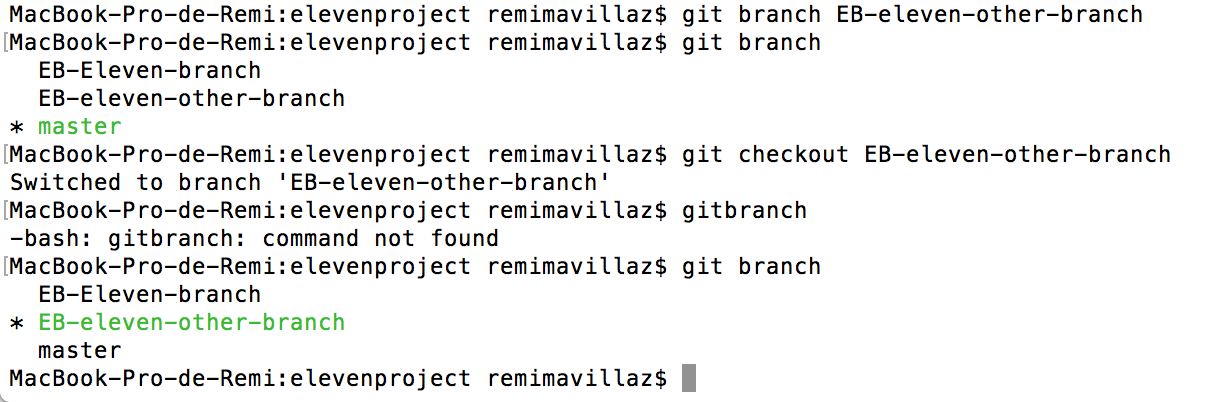 MacBook-Pro-de-Remi:elevenproject remimavillaz$ git branch EB-eleven-other-branch
[MacBook-Pro-de-Remi:elevenproject remimavillaz$ git branch
  EB-Eleven-branch
  EB-eleven-other-branch
* master
[MacBook-Pro-de-Remi:elevenproject remimavillaz$ git checkout EB-eleven-other-branch
Switched to branch 'EB-eleven-other-branch'
[MacBook-Pro-de-Remi:elevenproject remimavillaz$ gitbranch
-bash: gitbranch: command not found
[MacBook-Pro-de-Remi:elevenproject remimavillaz$ git branch
  EB-Eleven-branch
* EB-eleven-other-branch
  master
MacBook-Pro-de-Remi:elevenproject remimavillaz$